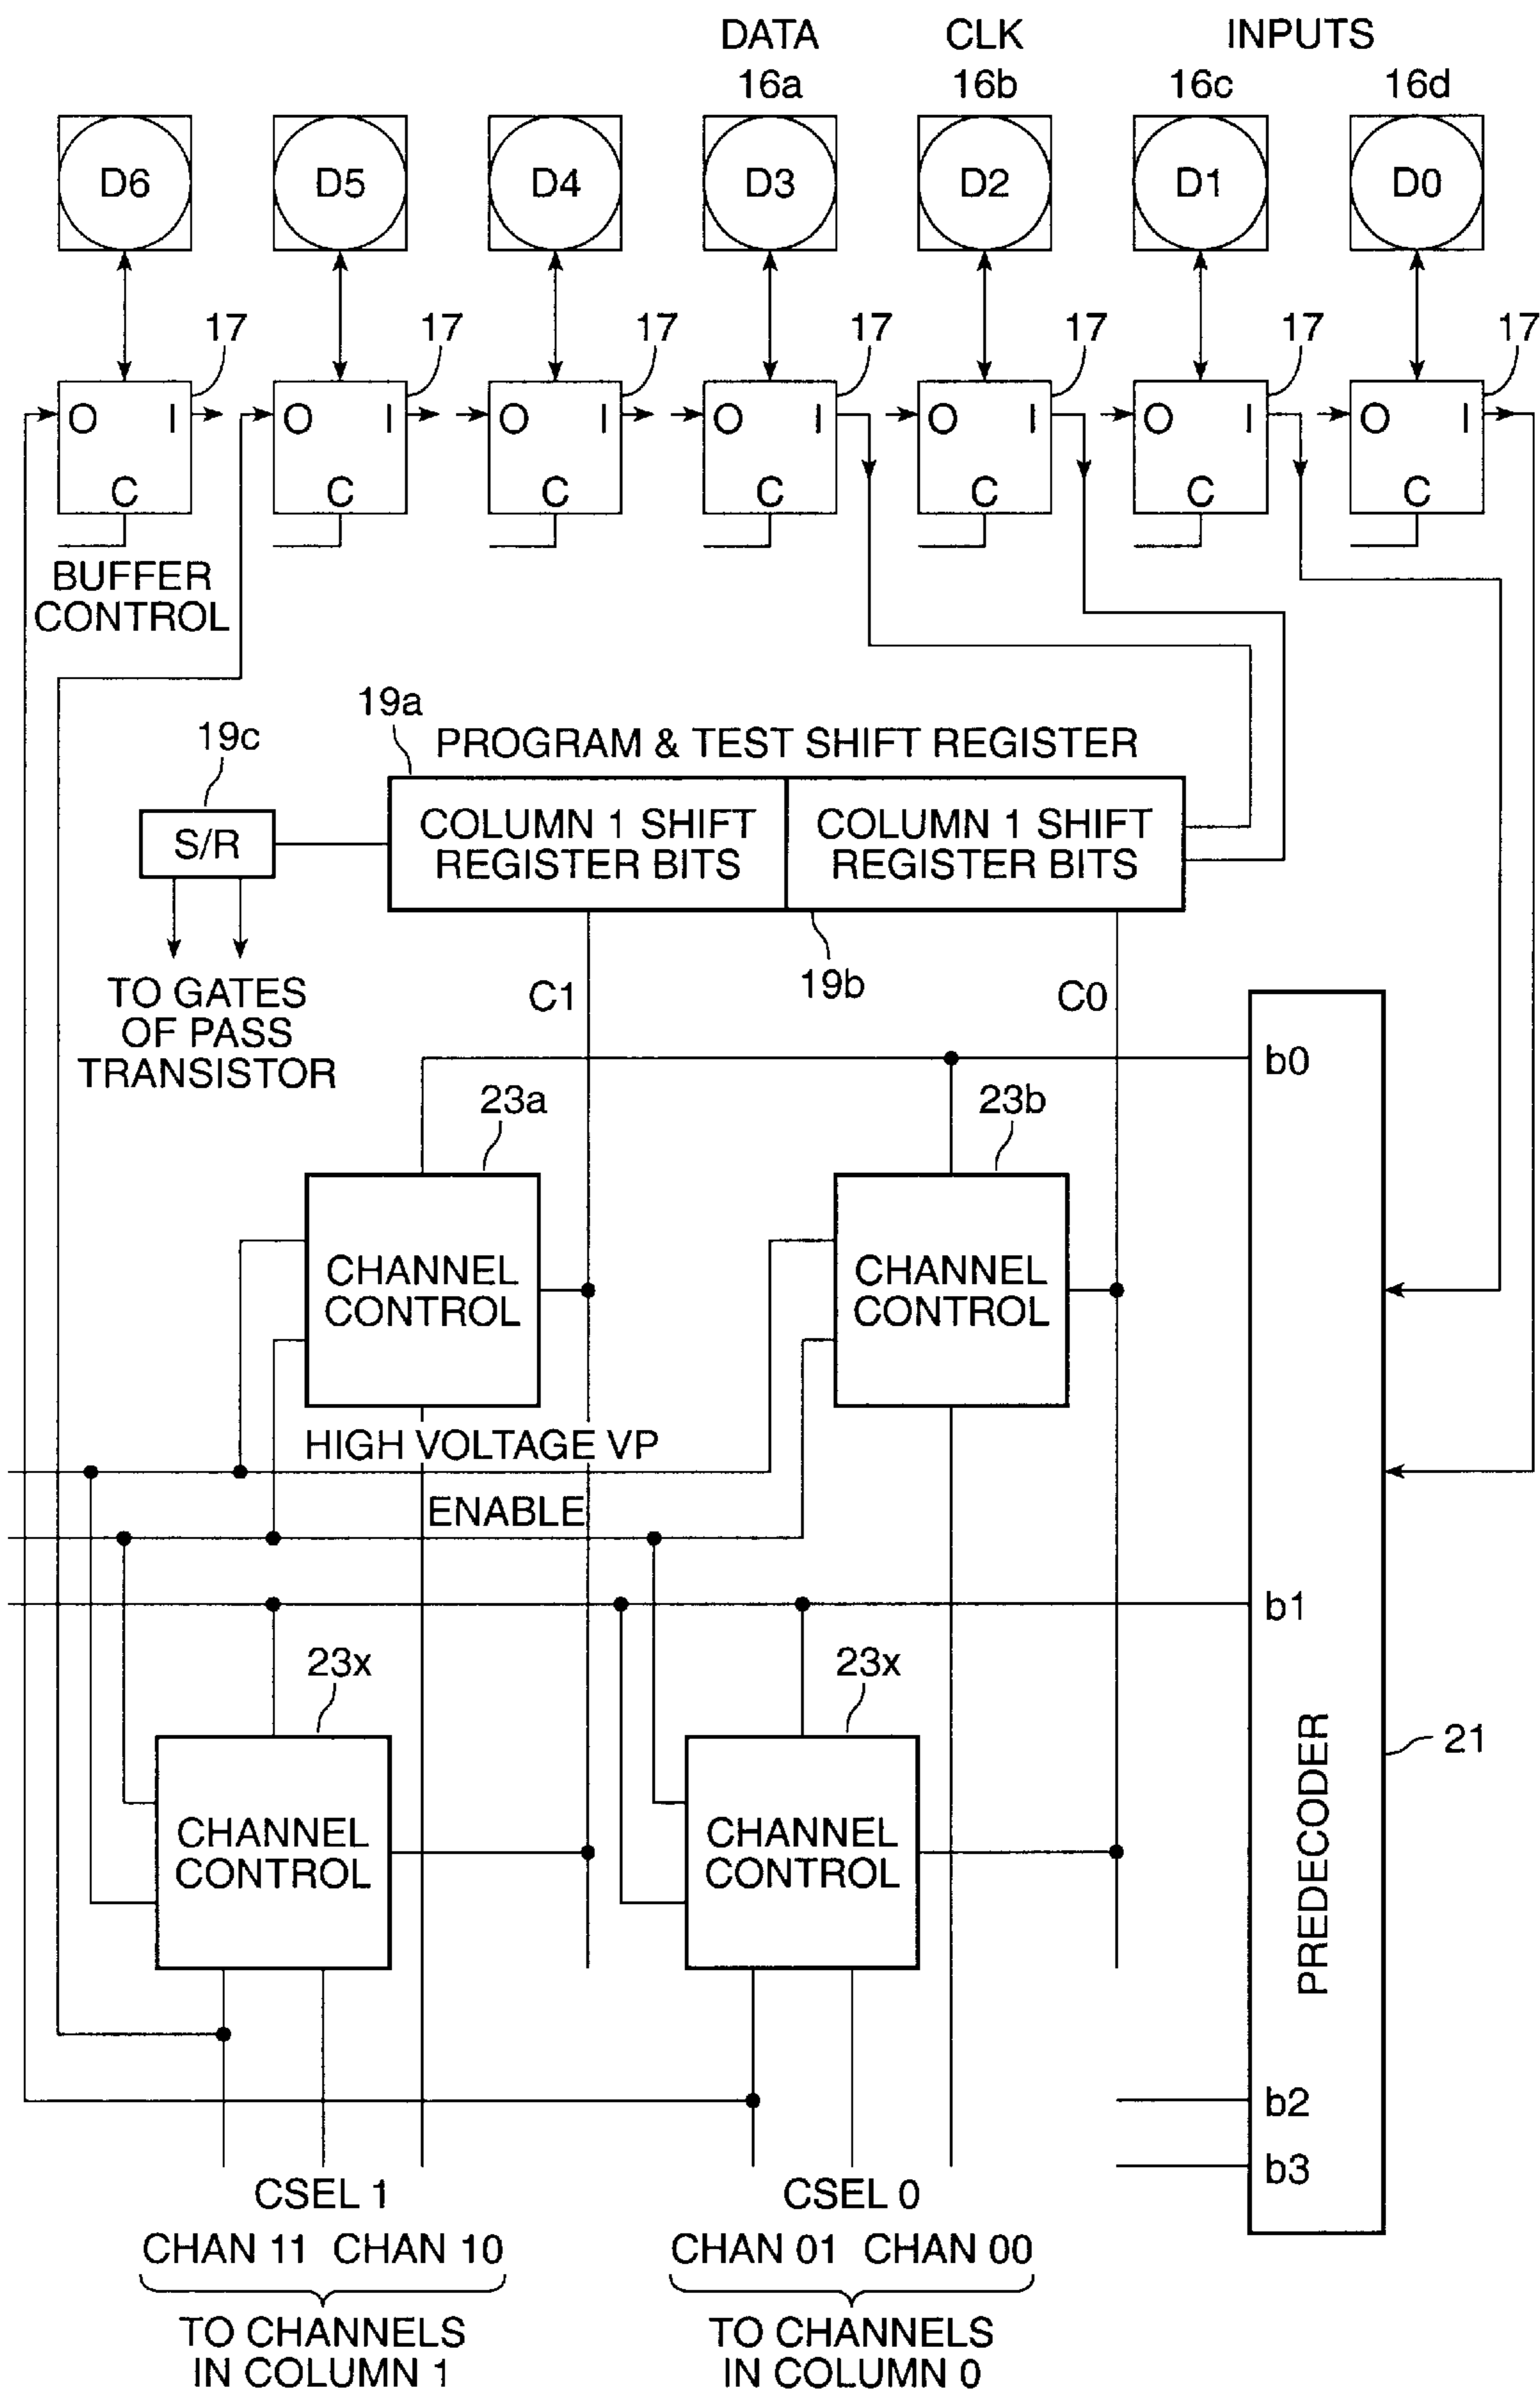 DATA CLK INPUTS
16a 16b 16c 16d
D6 D5 D4 D3 D2 D1 D0
17 17 17 17 17 17 17
O I O I O I O I O I O I O I
C C C C C C C
BUFFER
CONTROL
19a
19c
PROGRAM & TEST SHIFT REGISTER
S/R
COLUMN 1 SHIFT
REGISTER BITS
COLUMN 1 SHIFT
REGISTER BITS
19b
TO GATES
OF PASS
TRANSISTOR
C1 C0
b0
23a 23b
CHANNEL
CONTROL
CHANNEL
CONTROL
HIGH VOLTAGE VP
ENABLE
b1
23x 23x
CHANNEL
CONTROL
CHANNEL
CONTROL
PREDECODER
21
b2
b3
CSEL 1 CSEL 0
CHAN 11 CHAN 10 CHAN 01 CHAN 00
TO CHANNELS
IN COLUMN 1
TO CHANNELS
IN COLUMN 0